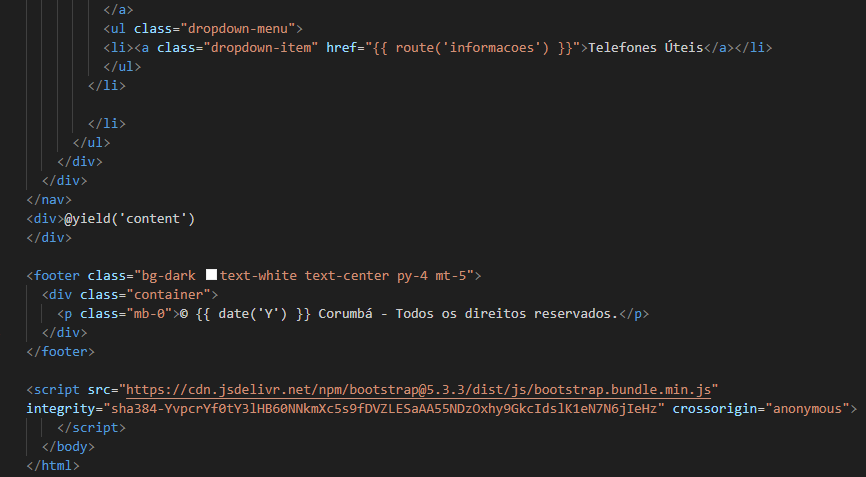 </a>
<ul class="dropdown-menu">
<li><a class="dropdown-item" href="{{ route('informacoes') }}">Telefones Úteis</a></li>
</ul>
</li>
</li>
</ul>
</div>
</div>
</nav>
<div>@yield('content')
</div>
<footer class="bg-dark text-white text-center py-4 mt-5">
<div class="container">
<p class="mb-0">© {{ date('Y') }} Corumbá - Todos os direitos reservados.</p>
</div>
</footer>
<script src="https://cdn.jsdelivr.net/npm/bootstrap@5.3.3/dist/js/bootstrap.bundle.min.js"
integrity="sha384-YvpcrYf0tY3lHB60NNkmXc5s9fDVZLESaAA55NDzOxhy9GkcIdslK1eN7N6jIeHz" crossorigin="anonymous">
</script>
</body>
</html>